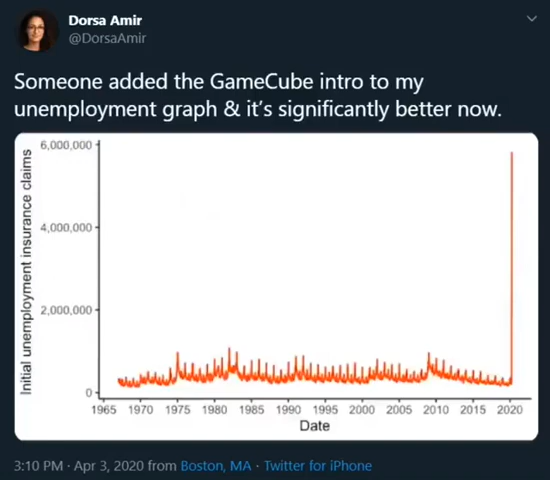 Dorsa Amir
@DorsaAmir
Someone added the GameCube intro to my
unemployment graph & it's significantly better now.
Initial unemployment insurance claims
6,000,000
4,000,000
2,000,000
0
1965 1970 1975 1980 1985 1990 1995 2000 2005 2010 2015 2020
Date
3:10 PM · Apr 3, 2020 from Boston, MA · Twitter for iPhone